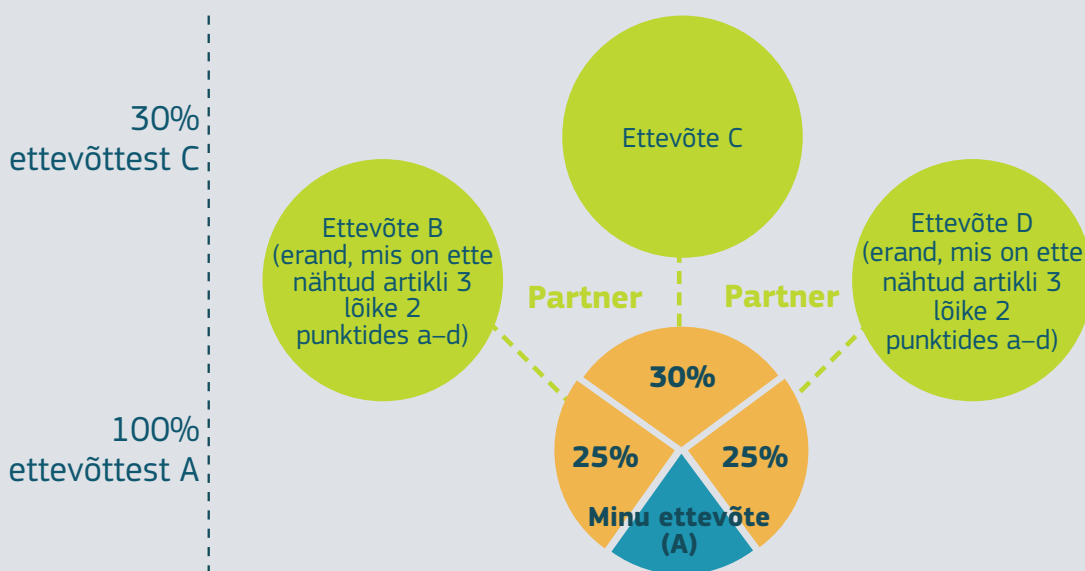 30%
ettevõttest C
100%
ettevõttest A
Ettevõte C
Ettevõte B
(erand, mis on ette
nähtud artikli 3
lõike 2
punktides a–d)
Ettevõte D
(erand, mis on ette
nähtud artikli 3
lõike 2
punktides a–d)
Partner
Partner
30%
25%
25%
Minu ettevõte
(A)